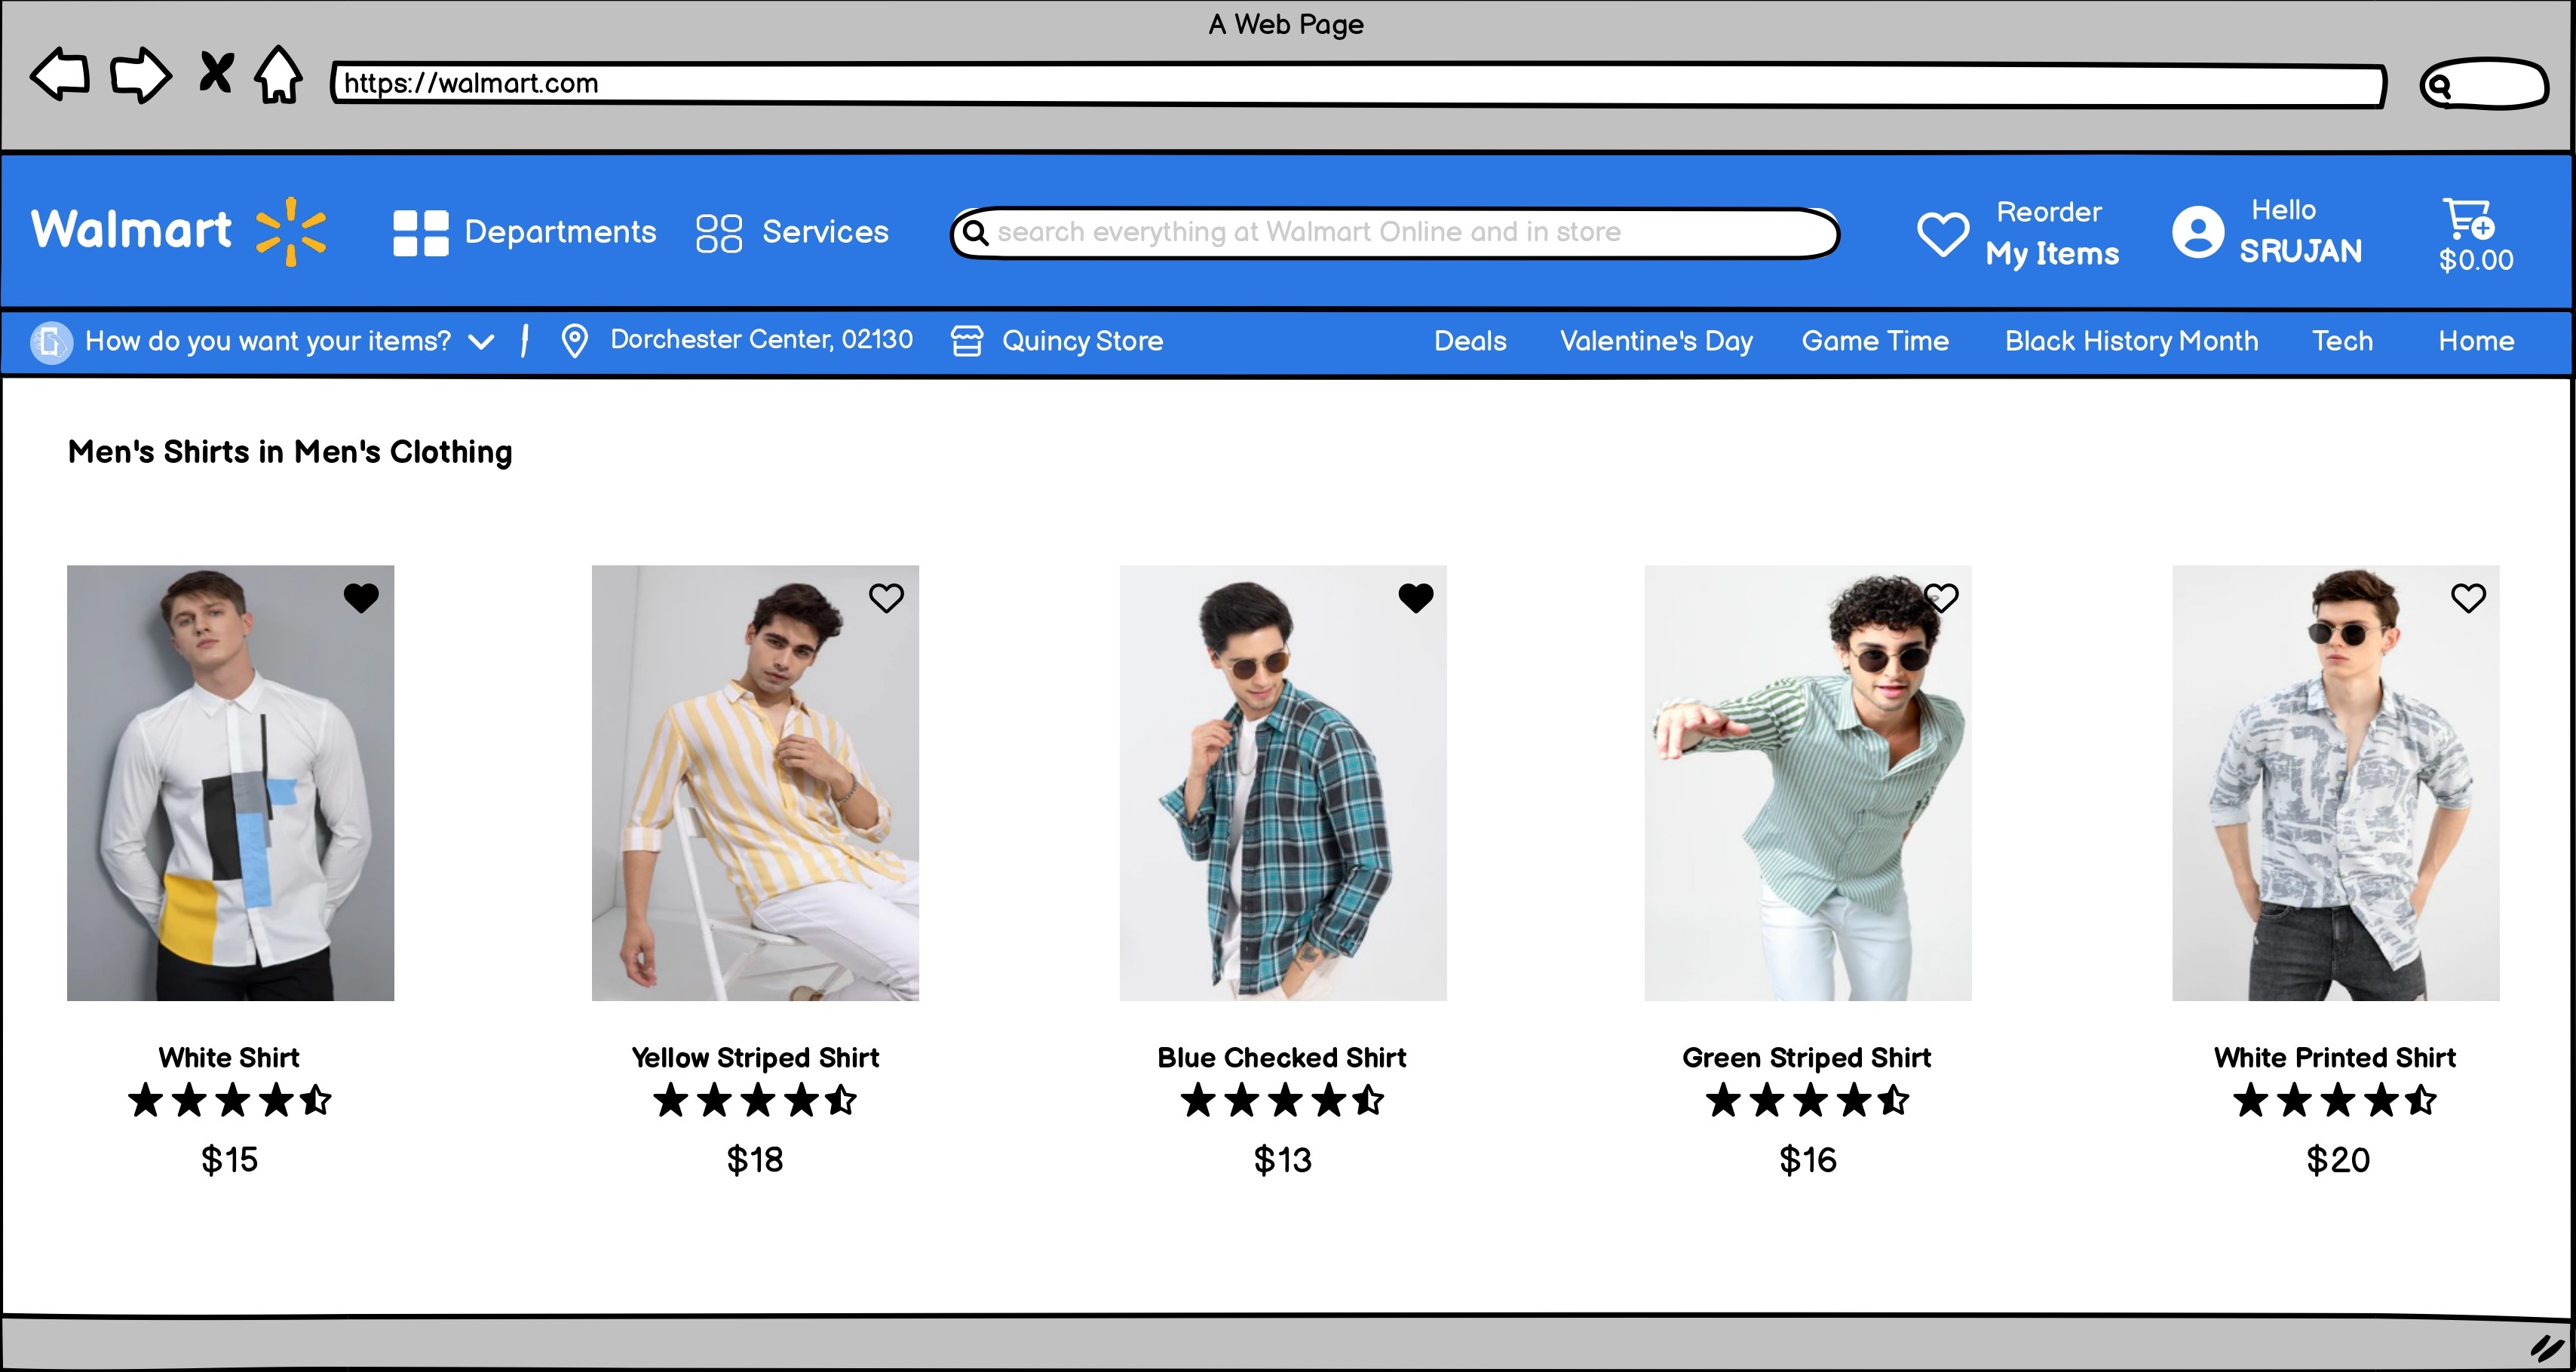 A Web Page
https://walmart.com
Walmart
Departments
Services
search everything at Walmart Online and in store
Reorder
My Items
Hello
SRUJAN
$0.00
How do you want your items?
Dorchester Center, 02130
Quincy Store
Deals
Valentine's Day
Game Time
Black History Month
Tech
Home
Men's Shirts in Men's Clothing
White Shirt
$15
Yellow Striped Shirt
$18
Blue Checked Shirt
$13
Green Striped Shirt
$16
White Printed Shirt
$20